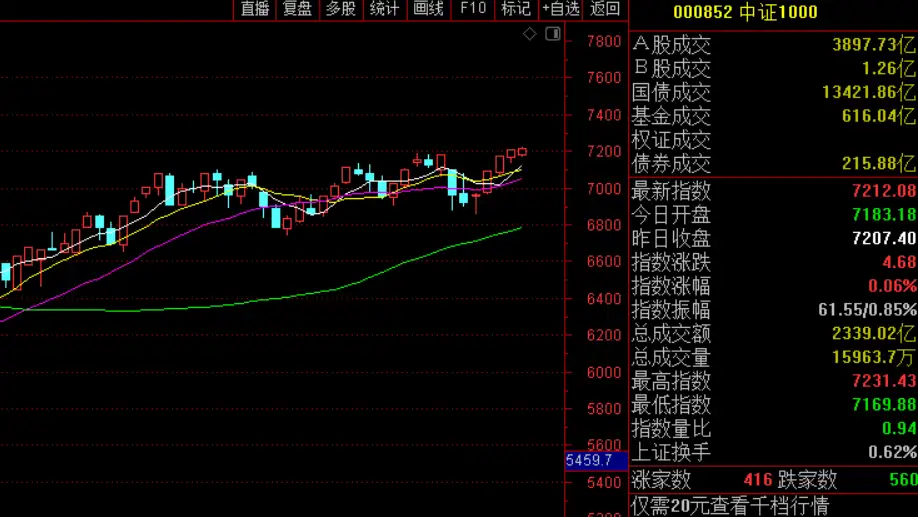 直播 复盘 多股 统计 画线 F10 标记 +自选 返回
000852 中证1000
7800
7600
7400
7200
7000
6800
6600
6400
6200
6000
5800
5600
5459.7
5400
A股成交 3897.73亿
B股成交 1.26亿
国债成交 13421.86亿
基金成交 616.04亿
权证成交
债券成交 215.88亿
最新指数 7212.08
今日开盘 7183.18
昨日收盘 7207.40
指数涨跌 4.68
指数涨幅 0.06%
指数振幅 61.55/0.85%
总成交额 2339.02亿
总成交量 15963.7万
最高指数 7231.43
最低指数 7169.88
指数量比 0.94
上证换手 0.62%
涨家数 416 跌家数 560
仅需20元查看千档行情